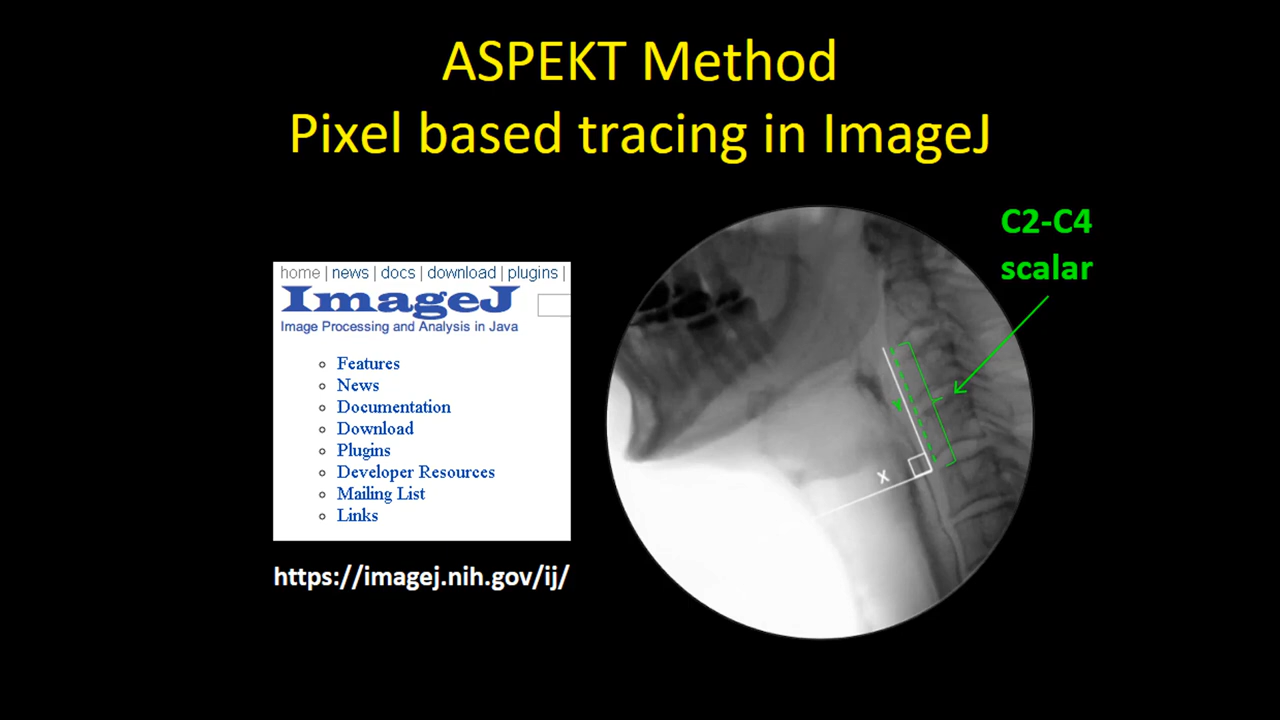 ASPEKT Method
Pixel based tracing in ImageJ
C2-C4
scalar
home | news | docs | download | plugins |
ImageJ
Image Processing and Analysis in Java
Features
News
Documentation
Download
Plugins
Developer Resources
Mailing List
Links
https://imagej.nih.gov/ij/
Y
X